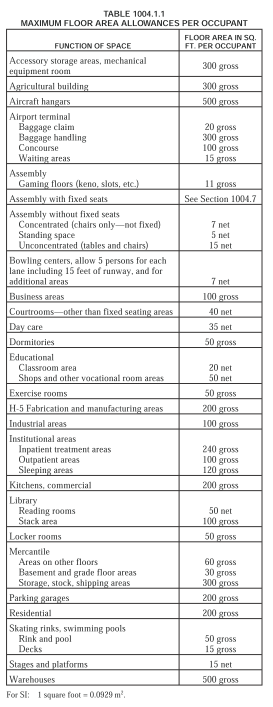 TABLE 1004.1.1
MAXIMUM FLOOR AREA ALLOWANCES PER OCCUPANT
FUNCTION OF SPACE FLOOR AREA IN SQ. FT. PER OCCUPANT
Accessory storage areas, mechanical
equipment room 300 gross
Agricultural building 300 gross
Aircraft hangars 500 gross
Airport terminal
Baggage claim 20 gross
Baggage handling 300 gross
Concourse 100 gross
Waiting areas 15 gross
Assembly
Gaming floors (keno, slots, etc.) 11 gross
Assembly with fixed seats See Section 1004.7
Assembly without fixed seats
Concentrated (chairs only—not fixed) 7 net
Standing space 5 net
Unconcentrated (tables and chairs) 15 net
Bowling centers, allow 5 persons for each
lane including 15 feet of runway, and for
additional areas 7 net
Business areas 100 gross
Courtrooms—other than fixed seating areas 40 net
Day care 35 net
Dormitories 50 gross
Educational
Classroom area 20 net
Shops and other vocational room areas 50 net
Exercise rooms 50 gross
H-5 Fabrication and manufacturing areas 200 gross
Industrial areas 100 gross
Institutional areas
Inpatient treatment areas 240 gross
Outpatient areas 100 gross
Sleeping areas 120 gross
Kitchens, commercial 200 gross
Library
Reading rooms 50 net
Stack area 100 gross
Locker rooms 50 gross
Mercantile
Areas on other floors 60 gross
Basement and grade floor areas 30 gross
Storage, stock, shipping areas 300 gross
Parking garages 200 gross
Residential 200 gross
Skating rinks, swimming pools
Rink and pool 50 gross
Decks 15 gross
Stages and platforms 15 net
Warehouses 500 gross
For SI: 1 square foot = 0.0929 m².